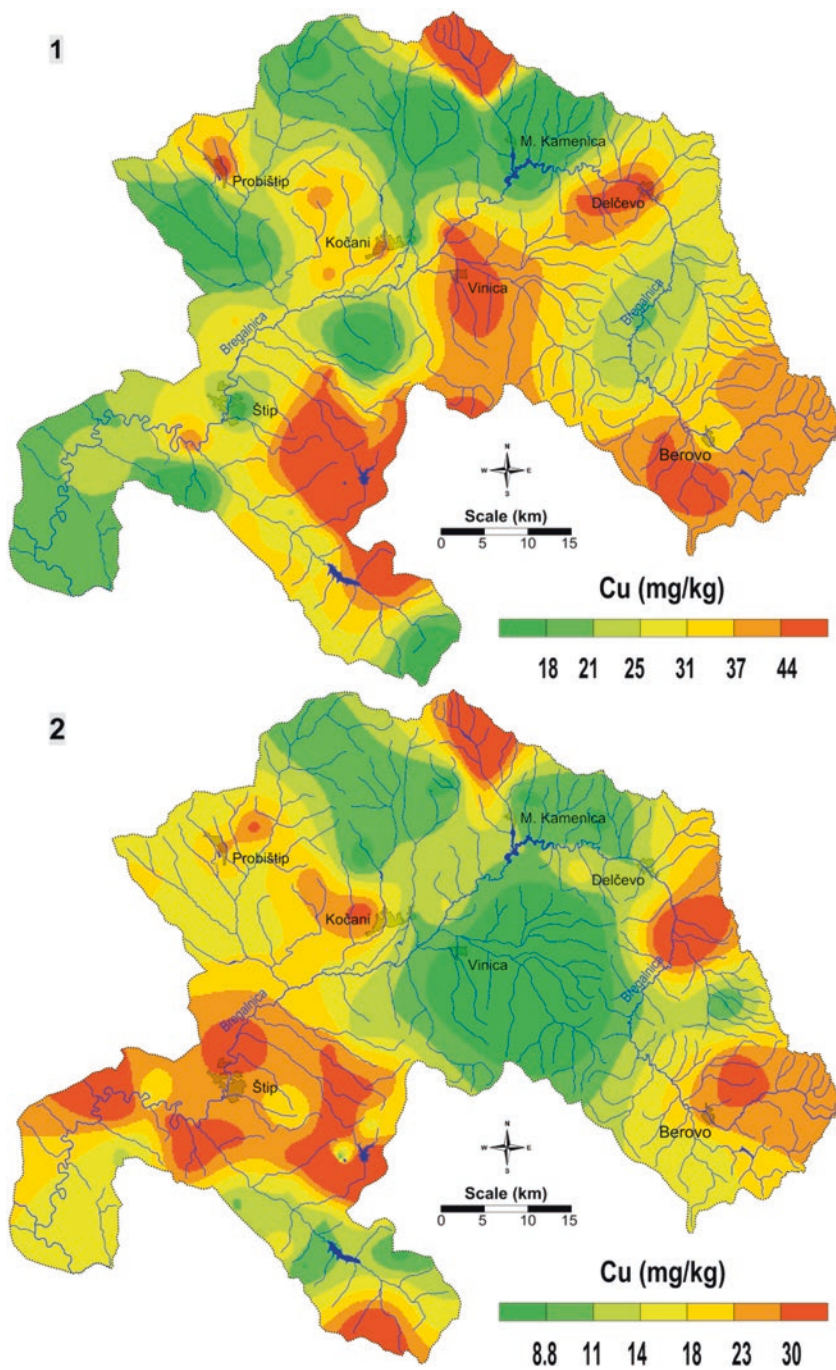 1
M. Kamenica
Probištip
Delčevo
Kočani
Vinica
Bregalnica
Bregalnica
Štip
Berovo
N
W E
S
Scale (km)
0 5 10 15
Cu (mg/kg)
18 21 25 31 37 44
2
M. Kamenica
Probištip
Delčevo
Kočani
Vinica
Bregalnica
Bregalnica
Štip
Berovo
N
W E
S
Scale (km)
0 5 10 15
Cu (mg/kg)
8.8 11 14 18 23 30